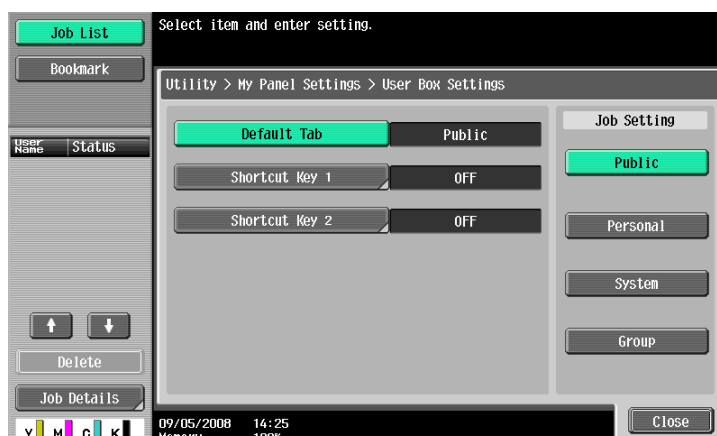 Job List
Bookmark
User Name Status
Delete
Job Details
Y M C K
Select item and enter setting.
Utility > My Panel Settings > User Box Settings
Default Tab Public
Shortcut Key 1 OFF
Shortcut Key 2 OFF
Job Setting
Public
Personal
System
Group
09/05/2008 14:25
Memory 100%
Close